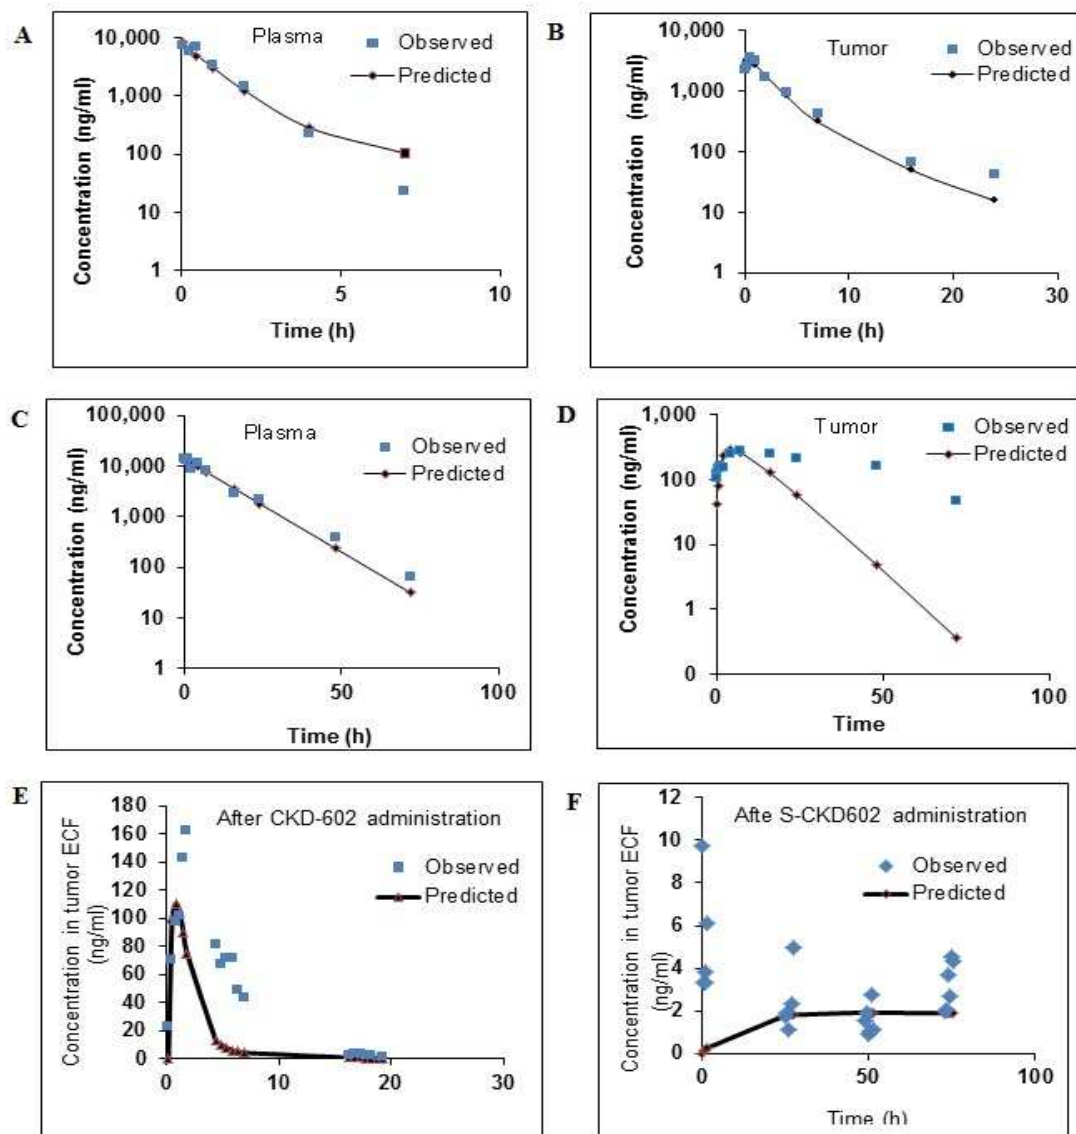 A
Plasma
Observed
Predicted
Concentration (ng/ml)
10,000
1,000
100
10
1
0
5
10
Time (h)
B
Tumor
Observed
Predicted
Concentration (ng/ml)
10,000
1,000
100
10
1
0
10
20
30
Time (h)
C
Plasma
Observed
Predicted
Concentration (ng/ml)
100,000
10,000
1,000
100
10
1
0
50
100
Time (h)
D
Tumor
Observed
Predicted
Concentration (ng/ml)
1,000
100
10
1
0
0
50
100
Time
E
After CKD-602 administration
Observed
Predicted
Concentration in tumor ECF
(ng/ml)
180
160
140
120
100
80
60
40
20
0
0
10
20
30
F
Afte S-CKD602 administration
Observed
Predicted
Concentration in tumor ECF
(ng/ml)
12
10
8
6
4
2
0
0
50
100
Time (h)